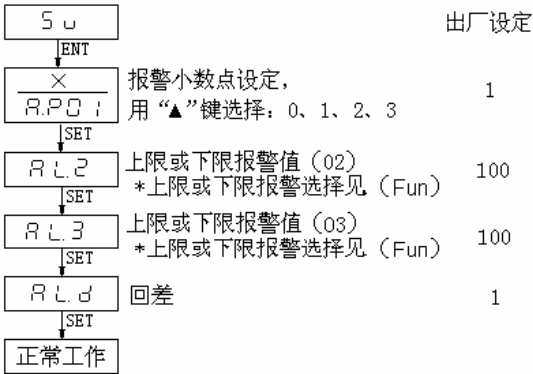 Su 出厂设定
ENT
X
A.P01 报警小数点设定, 1
用“▲”键选择: 0、1、2、3
SET
AL.2 上限或下限报警值(02) 100
*上限或下限报警选择见(Fun)
SET
AL.3 上限或下限报警值(03) 100
*上限或下限报警选择见(Fun)
SET
AL.d 回差 1
SET
正常工作